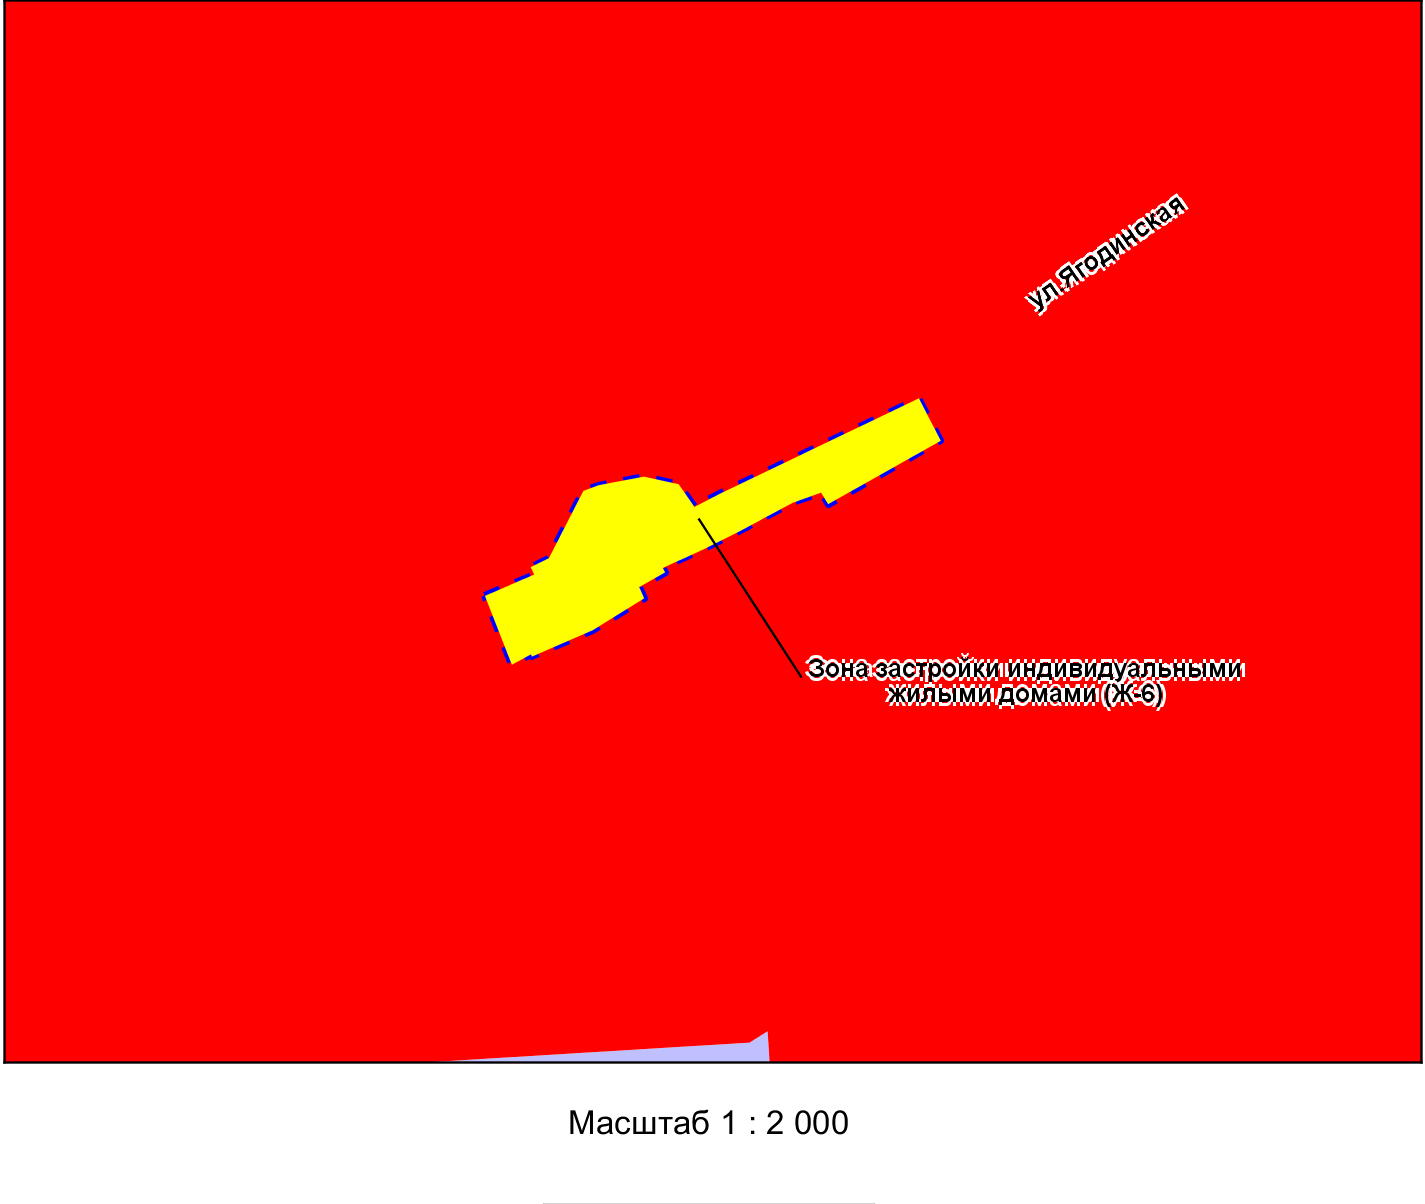 ул.Ягодинская
Зона застройки индивидуальными
жилыми домами (Ж-6)
Масштаб 1 : 2 000